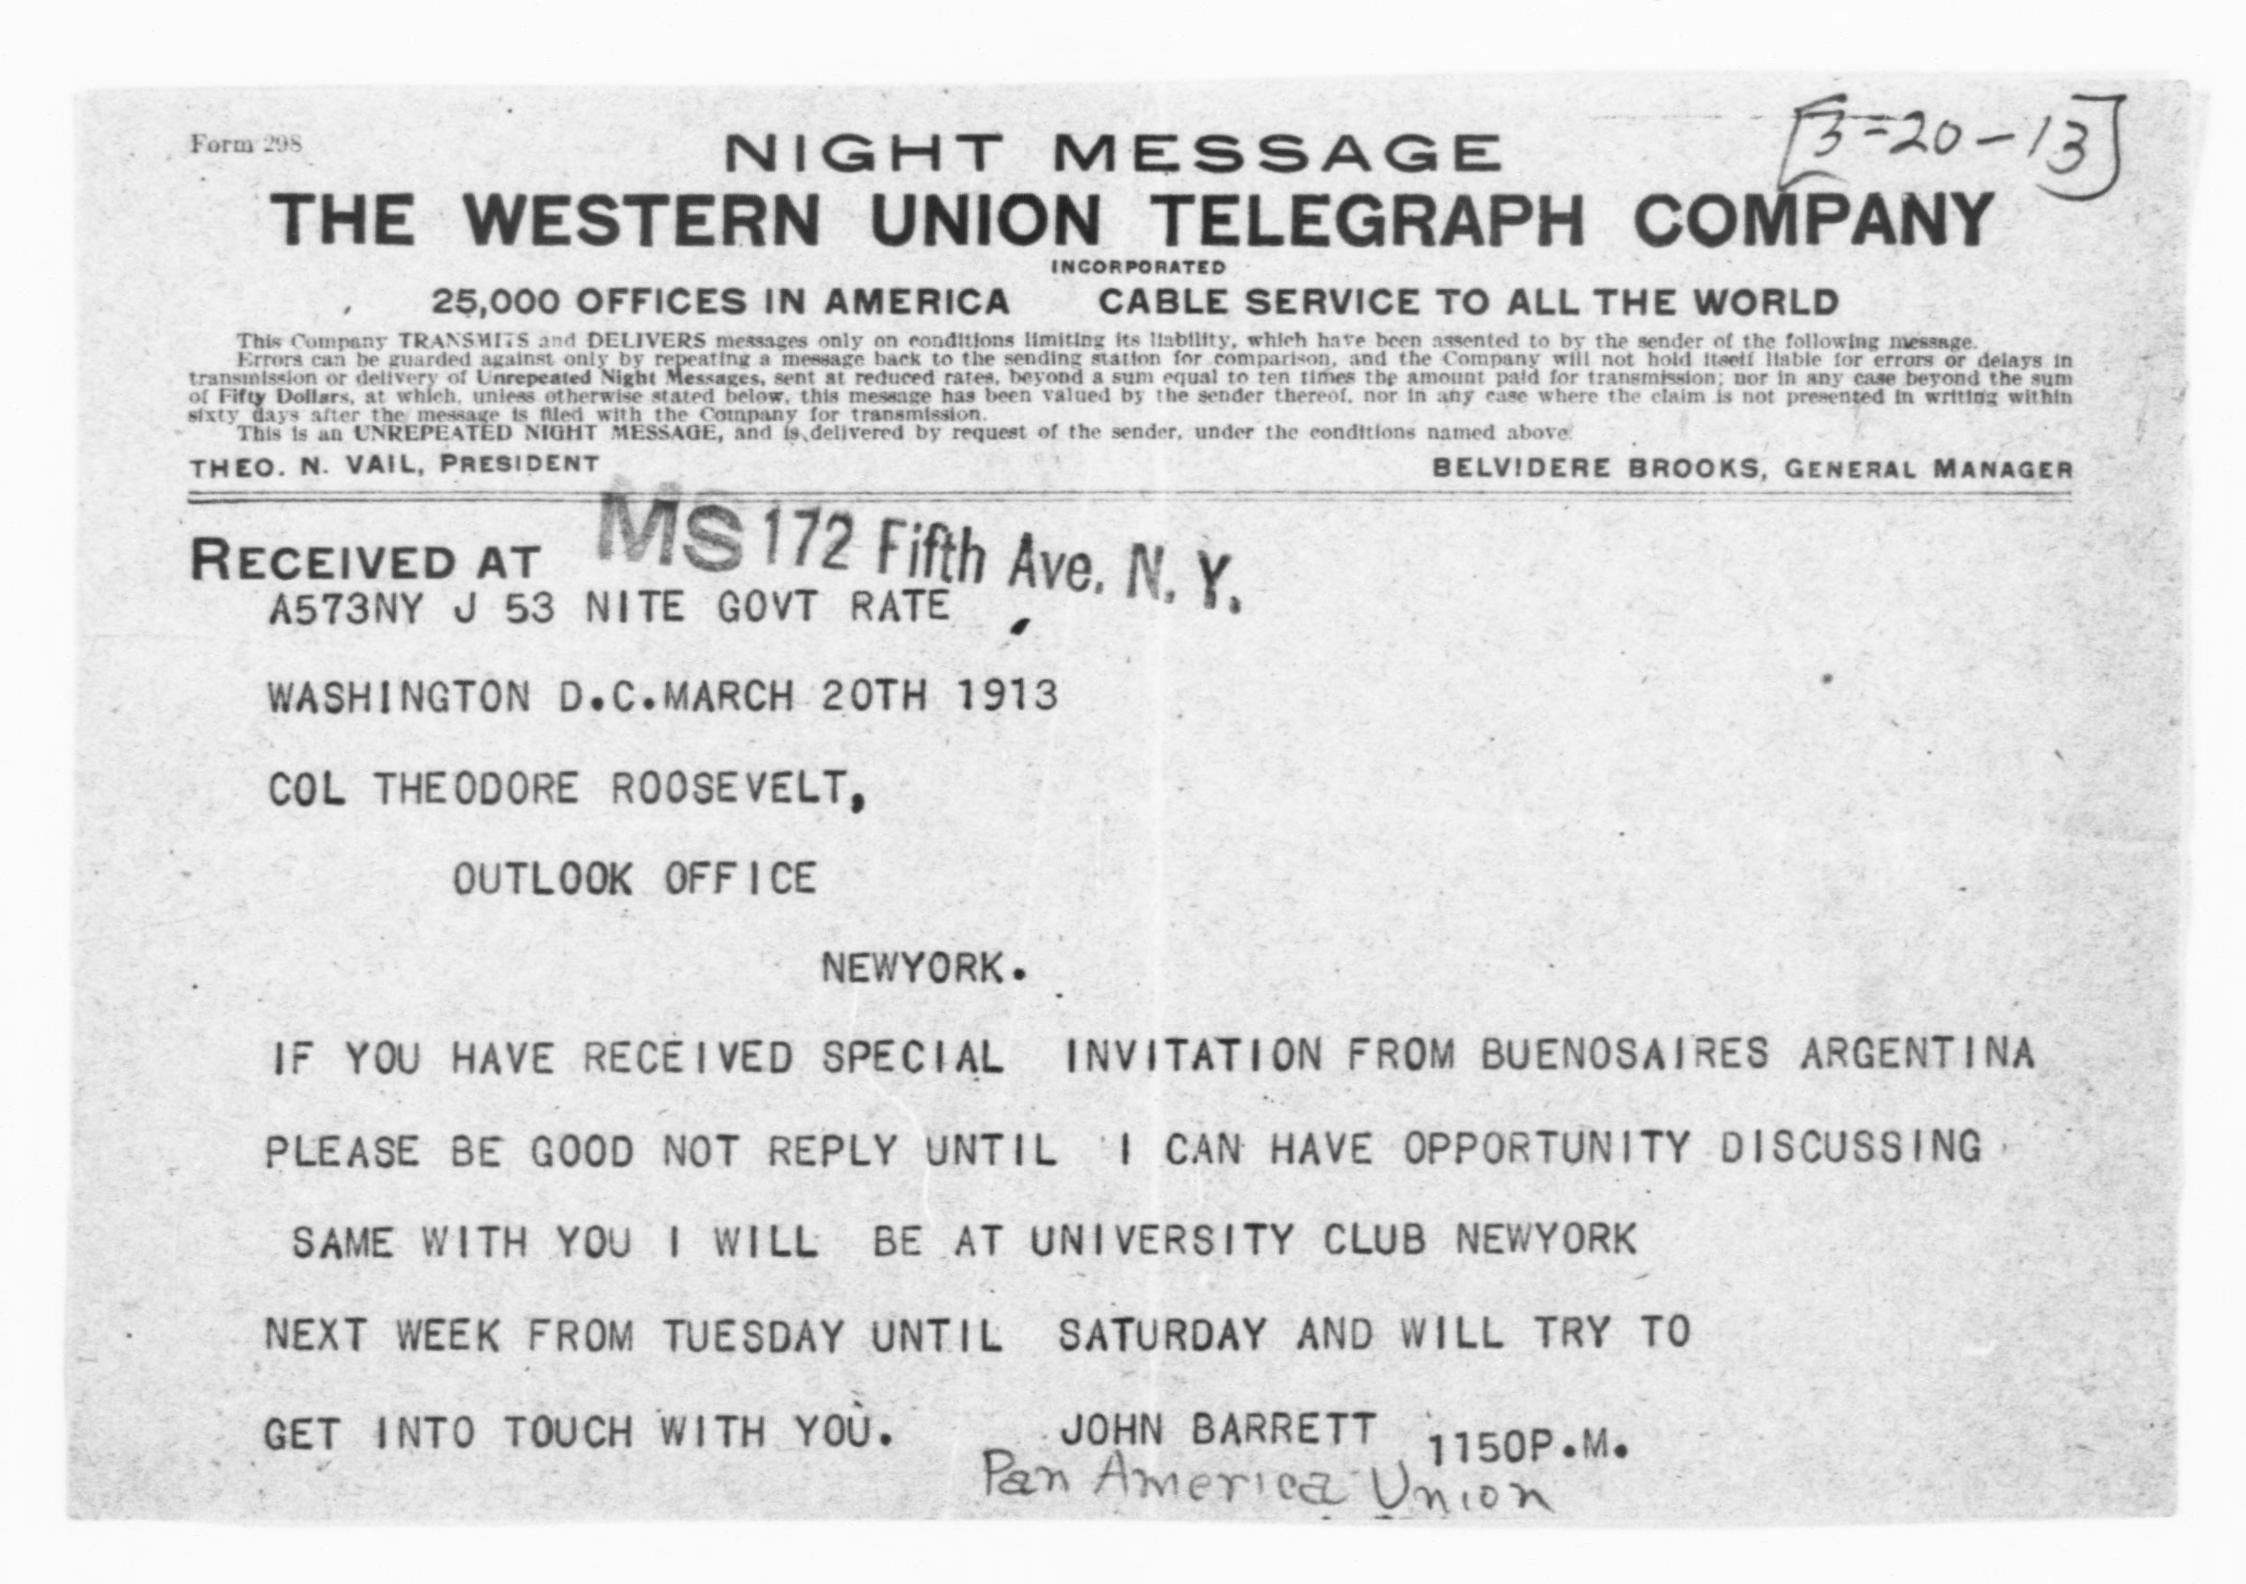 Form 298
NIGHT MESSAGE
[3-20-13]
THE WESTERN UNION TELEGRAPH COMPANY
INCORPORATED
25,000 OFFICES IN AMERICA CABLE SERVICE TO ALL THE WORLD
This Company TRANSMITS and DELIVERS messages only on conditions limiting its liability, which have been assented to by the sender of the following message.
Errors can be guarded against only by repeating a message back to the sending station for comparison, and the Company will not hold itself liable for errors or delays in
transmission or delivery of Unrepeated Night Messages, sent at reduced rates, beyond a sum equal to ten times the amount paid for transmission; nor in any case beyond the sum
of Fifty Dollars, at which, unless otherwise stated below, this message has been valued by the sender thereof, nor in any case where the claim is not presented in writing within
sixty days after the message is filed with the Company for transmission.
This is an UNREPEATED NIGHT MESSAGE, and is delivered by request of the sender, under the conditions named above.
THEO. N. VAIL, PRESIDENT BELVIDERE BROOKS, GENERAL MANAGER
RECEIVED AT MS 172 Fifth Ave. N. Y.
A573NY J 53 NITE GOVT RATE
WASHINGTON D.C.MARCH 20TH 1913
COL THEODORE ROOSEVELT,
OUTLOOK OFFICE
NEWYORK.
IF YOU HAVE RECEIVED SPECIAL INVITATION FROM BUENOSAIRES ARGENTINA
PLEASE BE GOOD NOT REPLY UNTIL I CAN HAVE OPPORTUNITY DISCUSSING
SAME WITH YOU I WILL BE AT UNIVERSITY CLUB NEWYORK
NEXT WEEK FROM TUESDAY UNTIL SATURDAY AND WILL TRY TO
GET INTO TOUCH WITH YOU. JOHN BARRETT 1150P.M.
Pan America Union